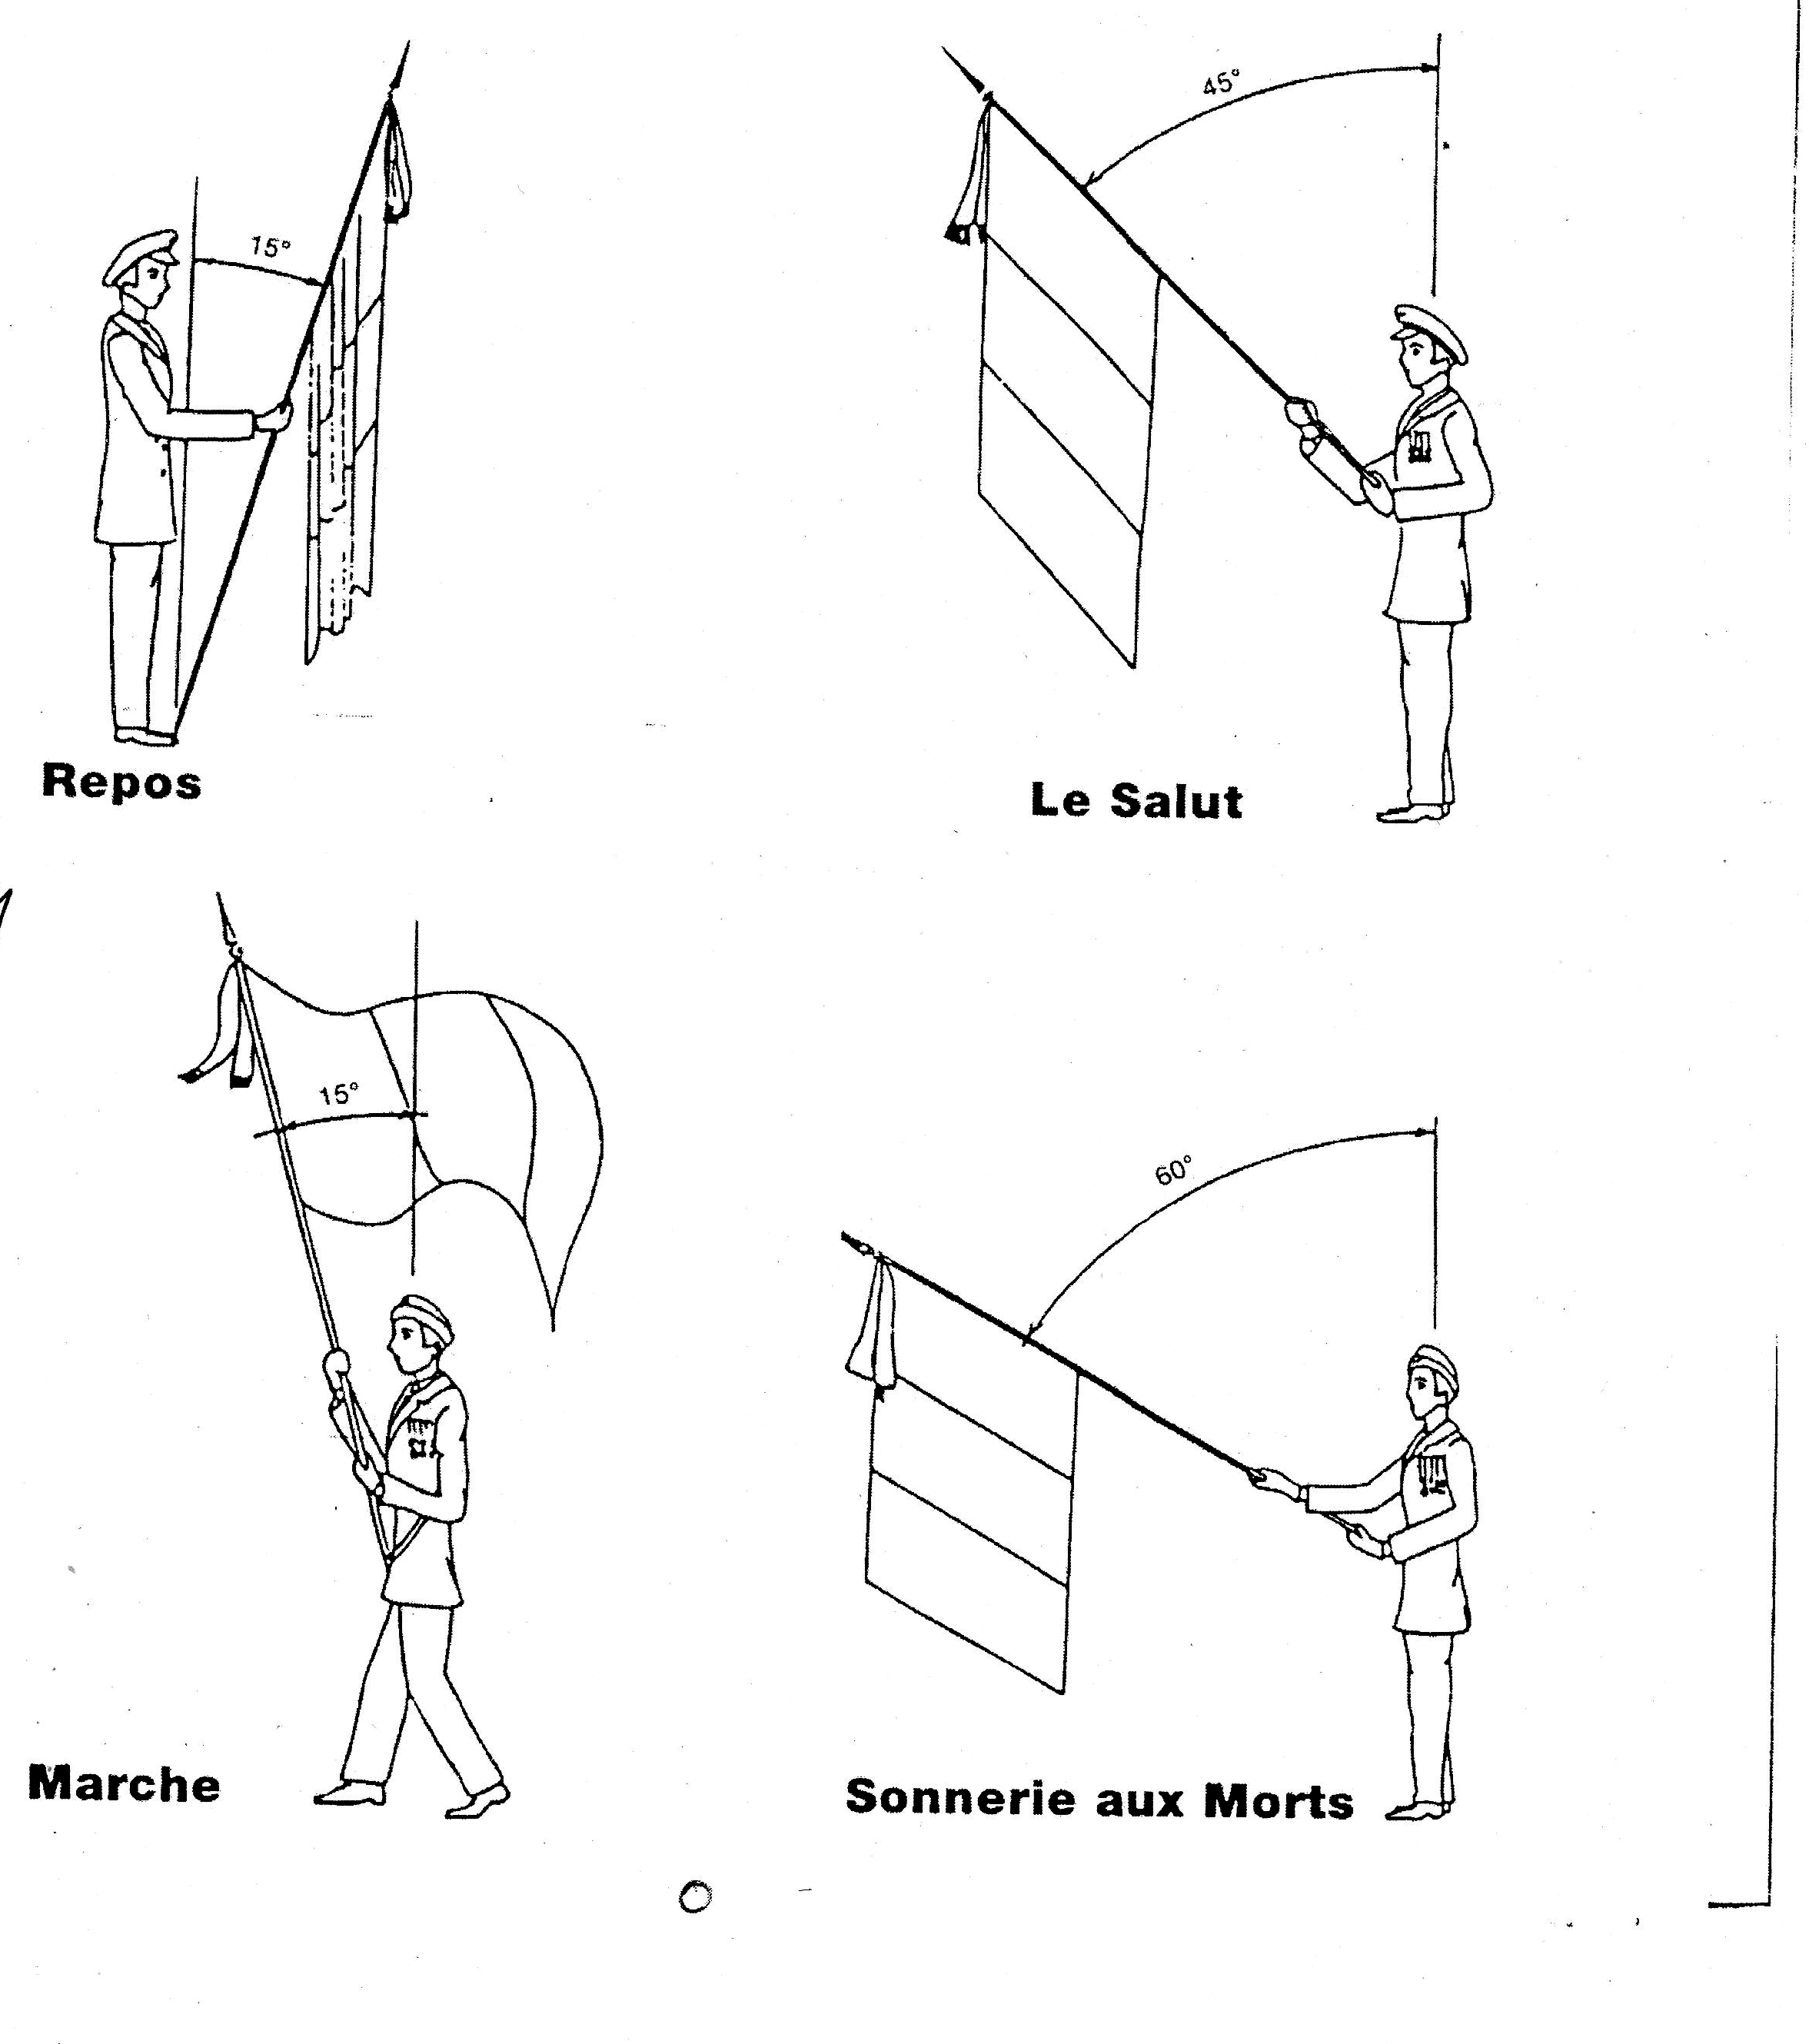 15°
45°
Repos
Le Salut
15°
60°
Marche
Sonnerie aux Morts